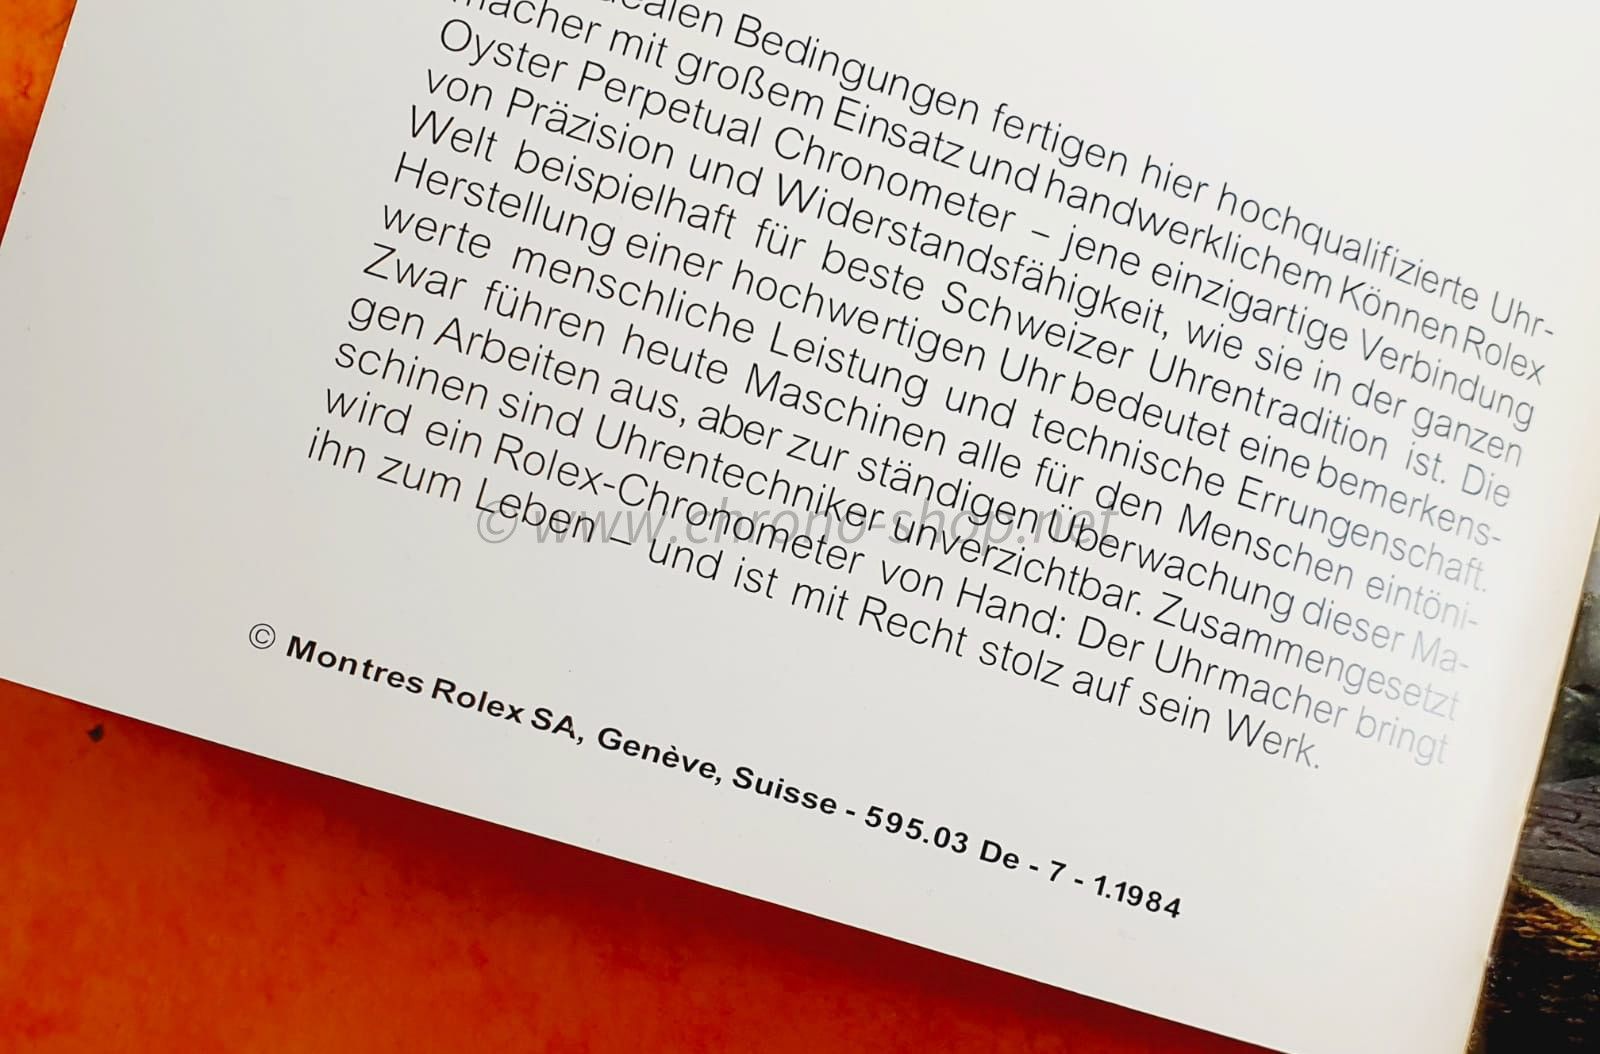 Bedingungen fertigen hier hochqualifizierte Uhr-
macher mit großem Einsatz und handwerklichem Können Rolex
Oyster Perpetual Chronometer – jene einzigartige Verbindung
von Präzision und Widerstandsfähigkeit, wie sie in der ganzen
Welt beispielhaft für beste Schweizer Uhrentradition ist. Die
Herstellung einer hochwertigen Uhr bedeutet eine bemerkens-
werte menschliche Leistung und technische Errungenschaft.
Zwar führen heute Maschinen alle für den Menschen eintöni-
gen Arbeiten aus, aber zur ständigen Überwachung dieser Ma-
schinen sind Uhrentechniker unverzichtbar. Zusammengesetzt
wird ein Rolex-Chronometer von Hand: Der Uhrmacher bringt
ihn zum Leben – und ist mit Recht stolz auf sein Werk.
© www.chrono-shop.net
© Montres Rolex SA, Genève, Suisse - 595.03 De - 7 - 1.1984